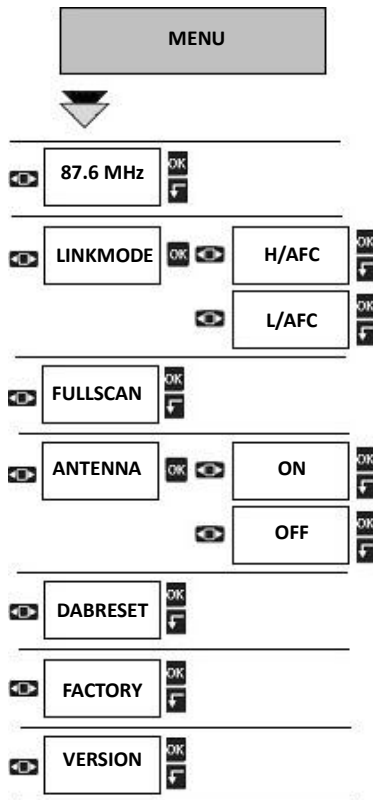 MENU
87.6 MHz OK
LINKMODE OK H/AFC OK
L/AFC OK
FULLSCAN OK
ANTENNA OK ON OK
OFF OK
DABRESET OK
FACTORY OK
VERSION OK